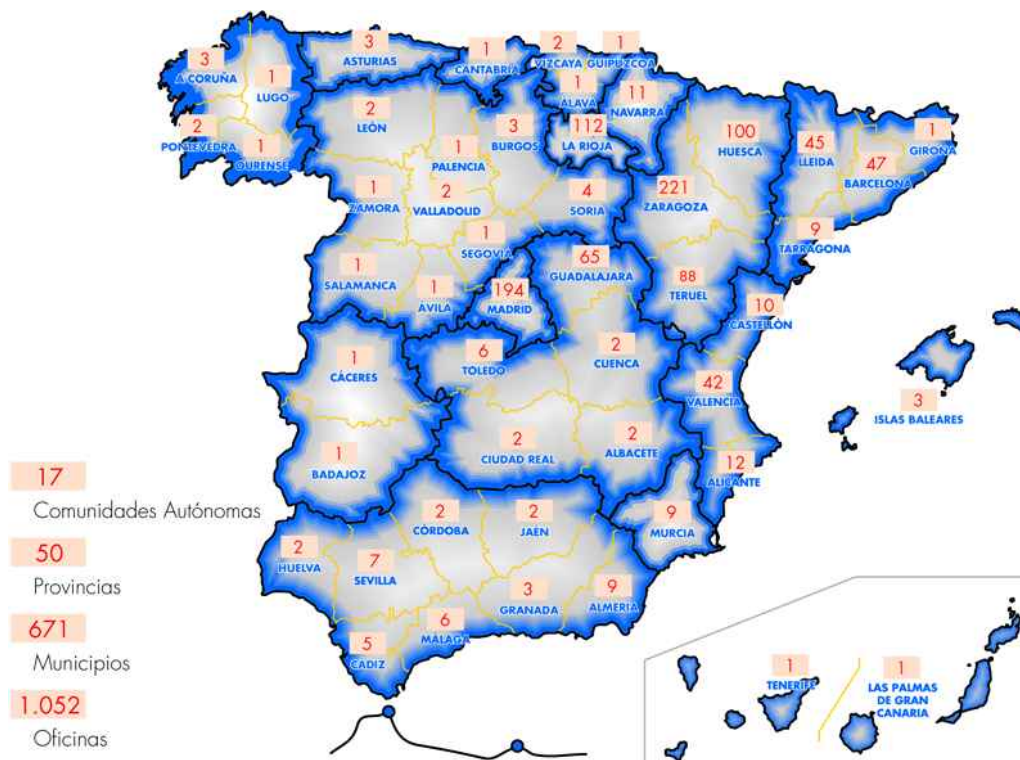 3
A CORUÑA
1
LUGO
3
ASTURIAS
1
CANTABRIA
2
VIZCAYA
1
GUIPUZCOA
1
ALAVA
11
NAVARRA
2
PONTEVEDRA
1
OURENSE
2
LEÓN
1
PALENCIA
3
BURGOS
112
LA RIOJA
100
HUESCA
45
LLEIDA
47
BARCELONA
1
GIRONA
1
ZAMORA
2
VALLADOLID
4
SORIA
221
ZARAGOZA
9
TARRAGONA
1
SALAMANCA
1
ÁVILA
1
SEGOVIA
194
MADRID
65
GUADALAJARA
88
TERUEL
10
CASTELLÓN
1
CÁCERES
6
TOLEDO
2
CUENCA
42
VALENCIA
3
ISLAS BALEARES
1
BADAJOZ
2
CIUDAD REAL
2
ALBACETE
12
ALICANTE
2
HUELVA
7
SEVILLA
2
CÓRDOBA
2
JAÉN
9
MURCIA
5
CADIZ
6
MÁLAGA
3
GRANADA
9
ALMERIA
1
TENERIFE
1
LAS PALMAS
DE GRAN
CANARIA
17
Comunidades Autónomas
50
Provincias
671
Municipios
1.052
Oficinas